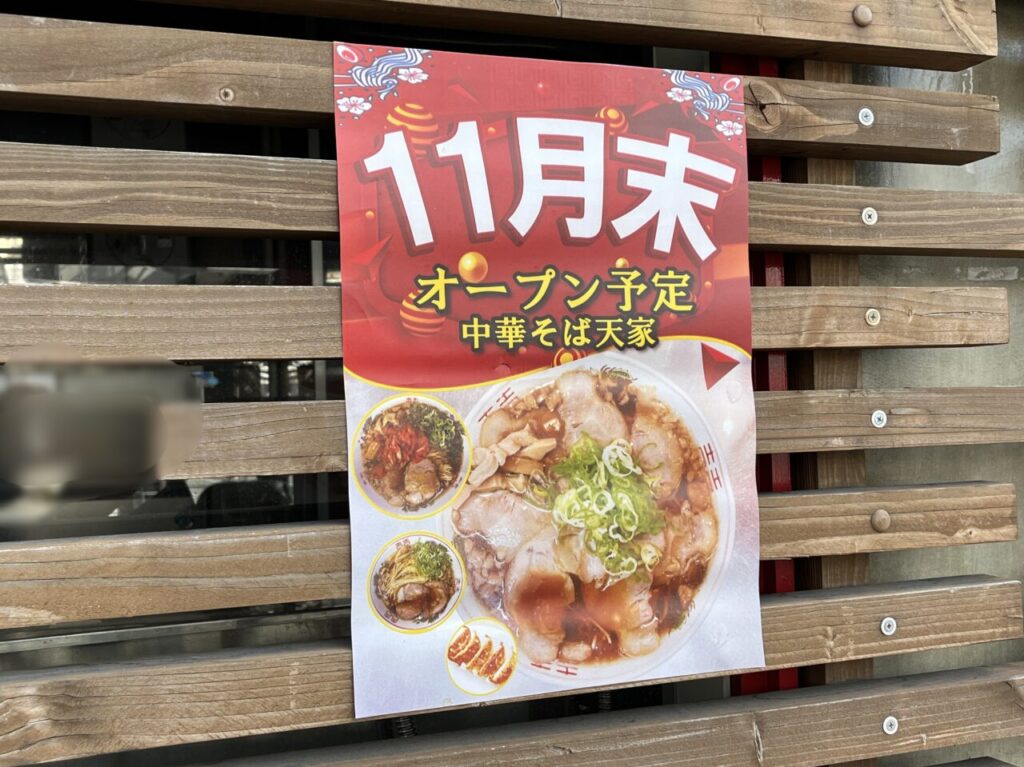 11月末
オープン予定
中華そば天家